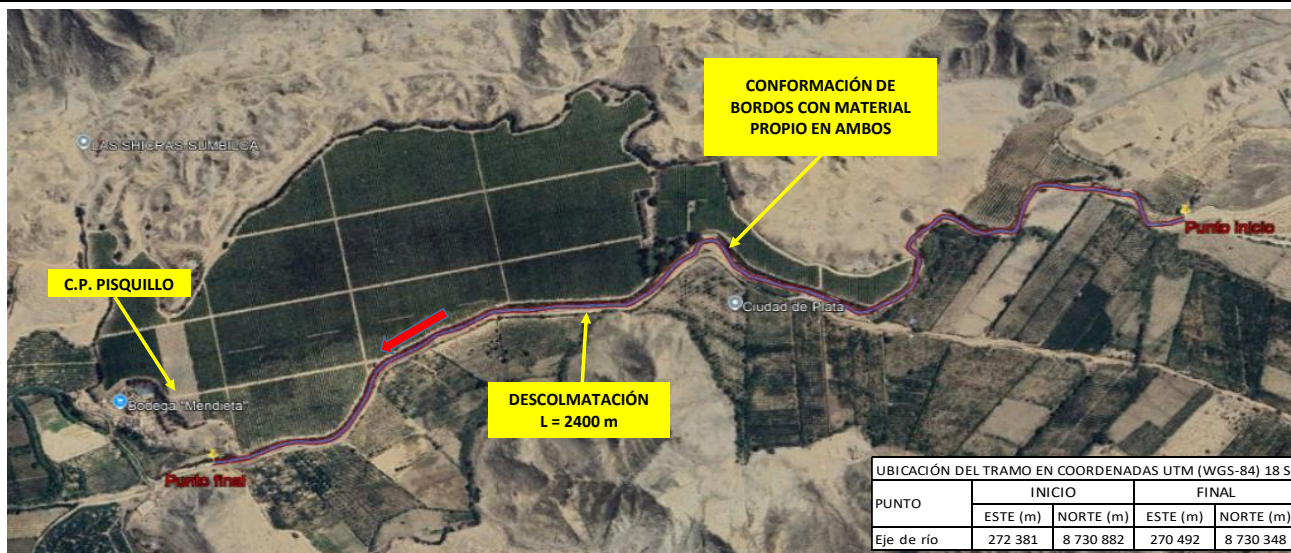 CONFORMACIÓN DE
BORDOS CON MATERIAL
PROPIO EN AMBOS
LAS SHICRAS SUMBILCA
Punto Inicio
C.P. PISQUILLO
Ciudad de Plata
DESCOLMATACIÓN
L = 2400 m
Bodega "Mendieta"
Punto final
UBICACIÓN DEL TRAMO EN COORDENADAS UTM (WGS-84) 18 S
PUNTO INICIO FINAL
ESTE (m) NORTE (m) ESTE (m) NORTE (m)
Eje de río 272 381 8 730 882 270 492 8 730 348